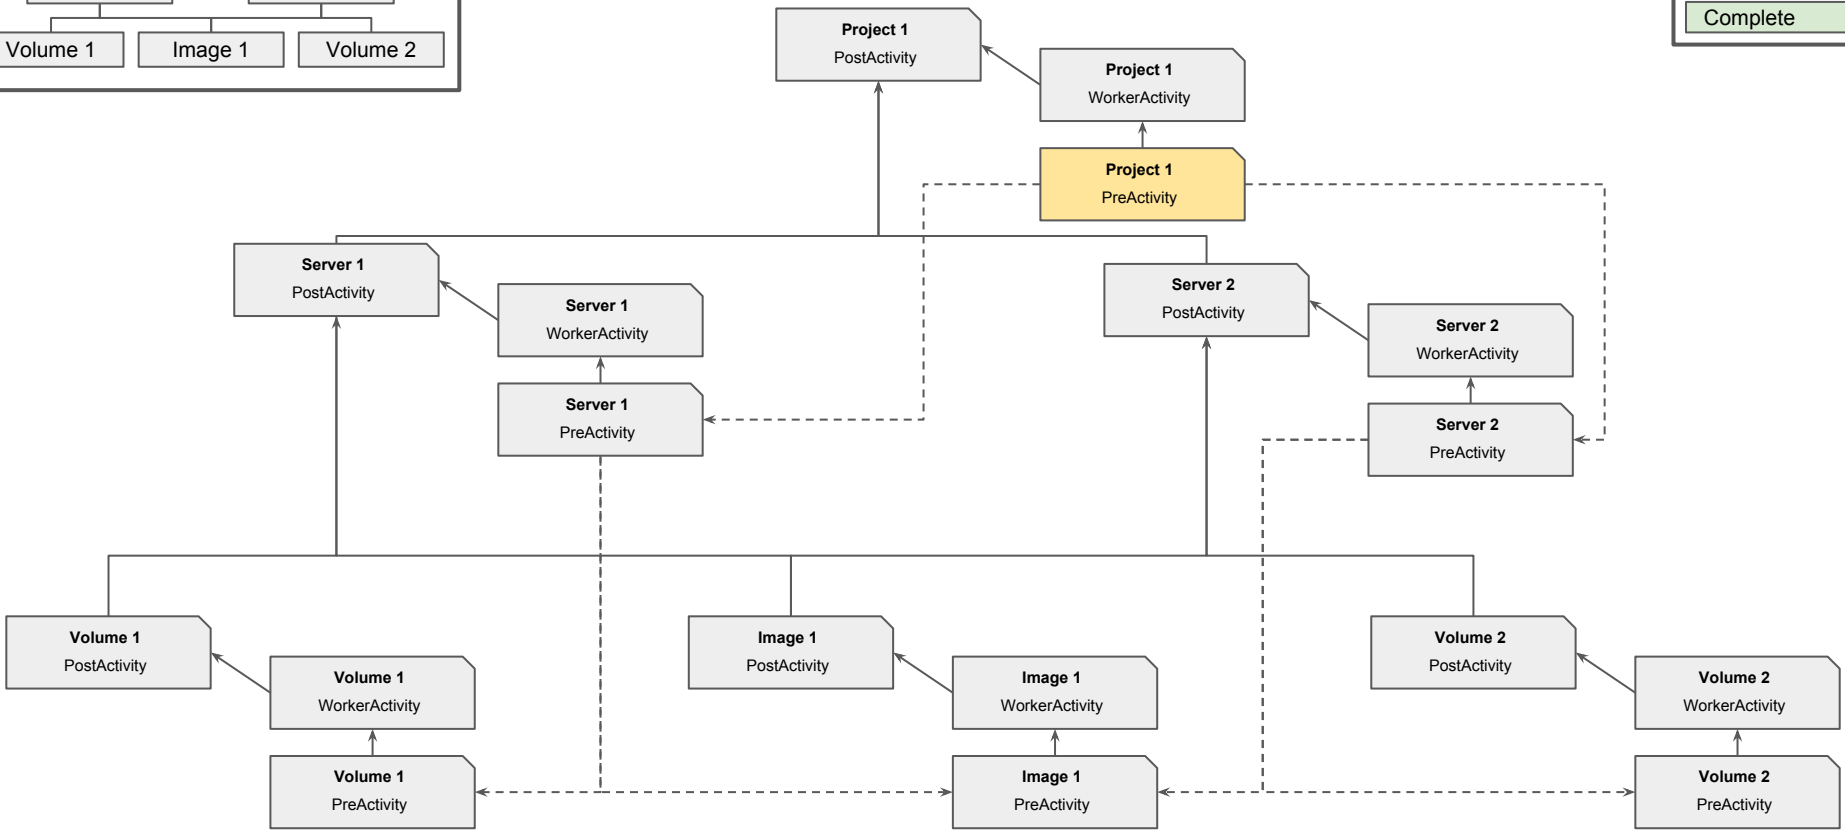 Volume 1
Image 1
Volume 2
Complete
Project 1
PostActivity
Project 1
WorkerActivity
Project 1
PreActivity
Server 1
PostActivity
Server 1
WorkerActivity
Server 1
PreActivity
Server 2
PostActivity
Server 2
WorkerActivity
Server 2
PreActivity
Volume 1
PostActivity
Volume 1
WorkerActivity
Volume 1
PreActivity
Image 1
PostActivity
Image 1
WorkerActivity
Image 1
PreActivity
Volume 2
PostActivity
Volume 2
WorkerActivity
Volume 2
PreActivity